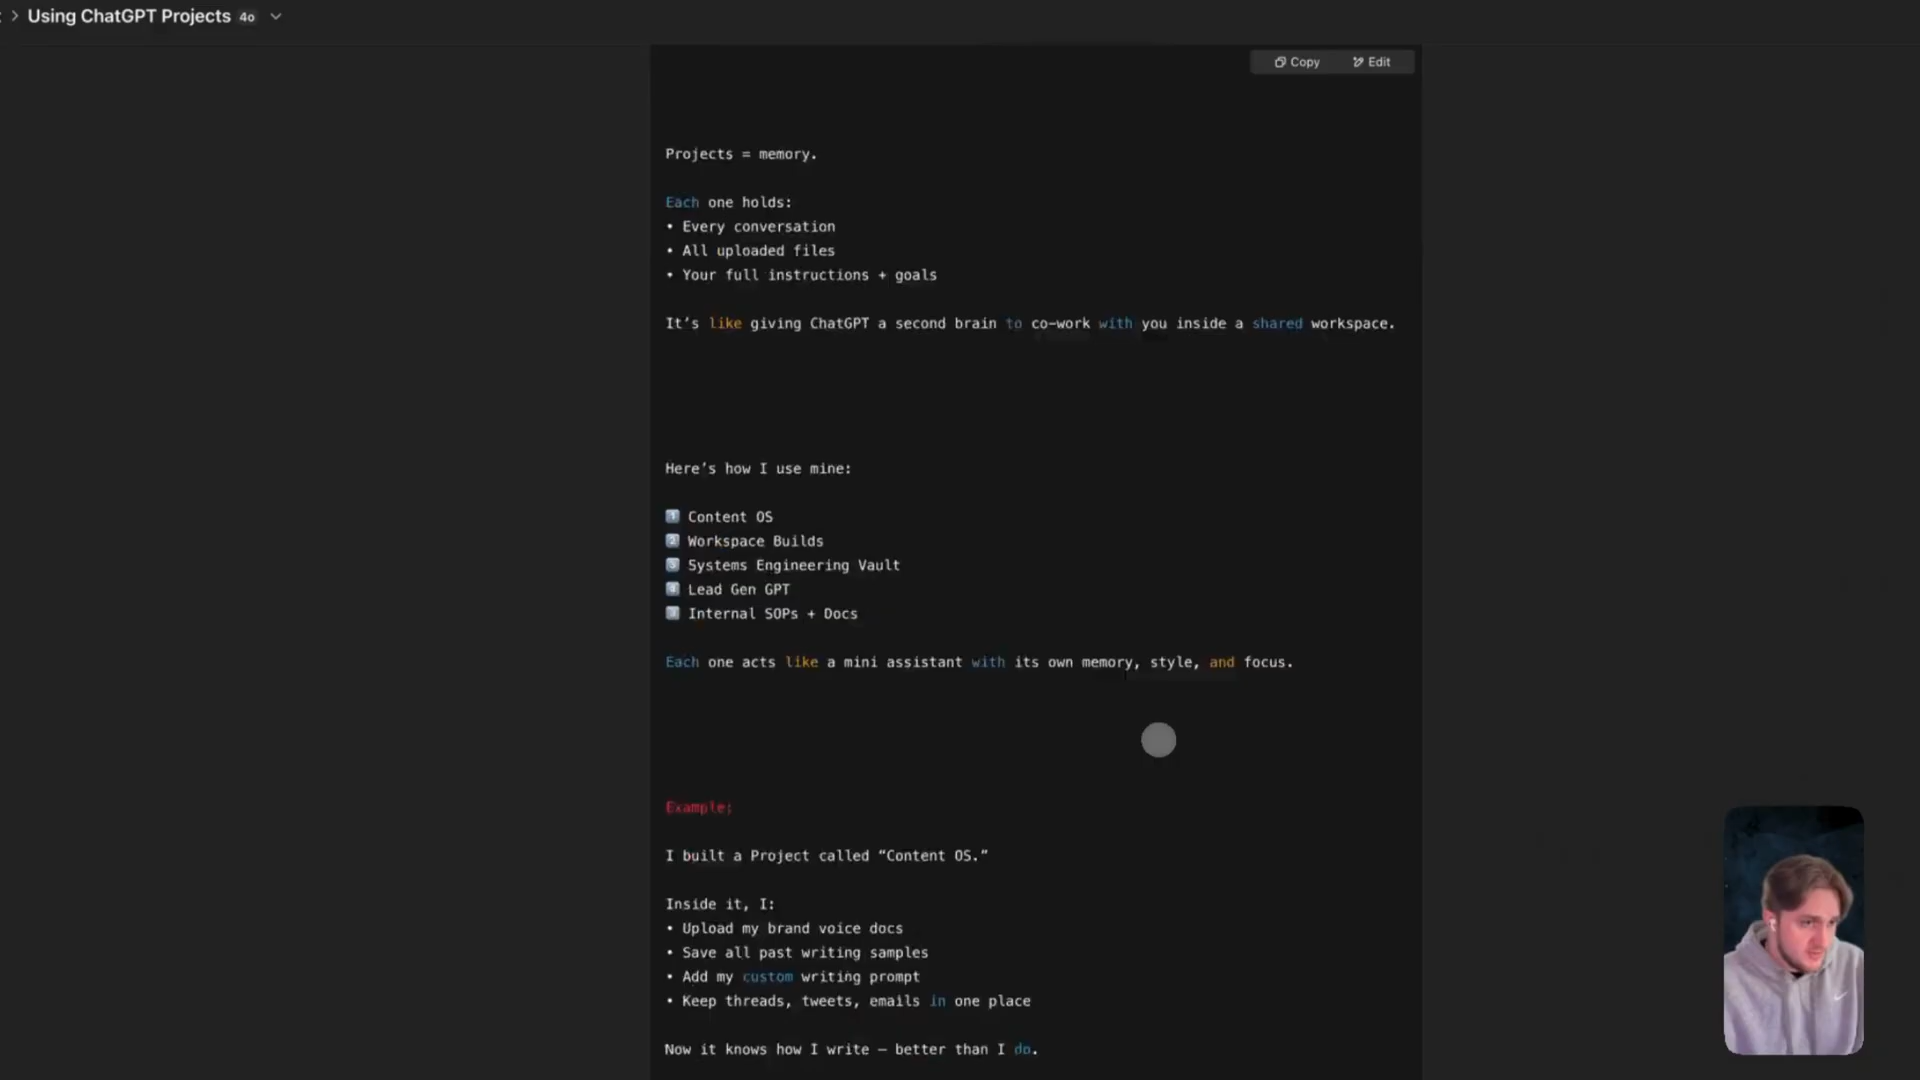 Using ChatGPT Projects 4o
Copy
Edit
Projects = memory.
Each one holds:
• Every conversation
• All uploaded files
• Your full instructions + goals
It’s like giving ChatGPT a second brain to co-work with you inside a shared workspace.
Here’s how I use mine:
1 Content OS
2 Workspace Builds
3 Systems Engineering Vault
4 Lead Gen GPT
5 Internal SOPs + Docs
Each one acts like a mini assistant with its own memory, style, and focus.
Example:
I built a Project called “Content OS.”
Inside it, I:
• Upload my brand voice docs
• Save all past writing samples
• Add my custom writing prompt
• Keep threads, tweets, emails in one place
Now it knows how I write — better than I do.